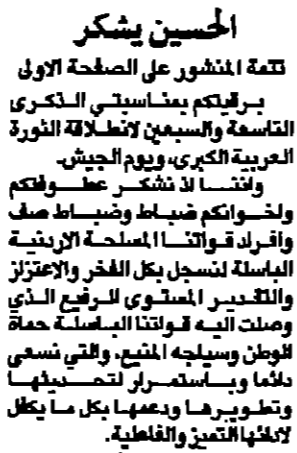 الحسين يشكر
تتمة المنشور على الصفحة الاولى
برقيتكم بمناسبتي الذكرى
التاسعة والسبعين لانطلاقة الثورة
العربية الكبرى، ويوم الجيش.
واننا اذ نشكر عطوفتكم
واخوانكم ضباط وضباط صف
وافراد قواتنا المسلحة الاردنية
الباسلة لنسجل بكل الفخر والاعتزاز
والتقدير المستوى الرفيع الذي
وصلت اليه قواتنا الباسلة حماة
الوطن وسياجه المنيع، والتي نسعى
دائما وباستمرار لتحديثها
وتطويرها ودعمها بكل ما يكفل
لادائها التميز والفاعلية.